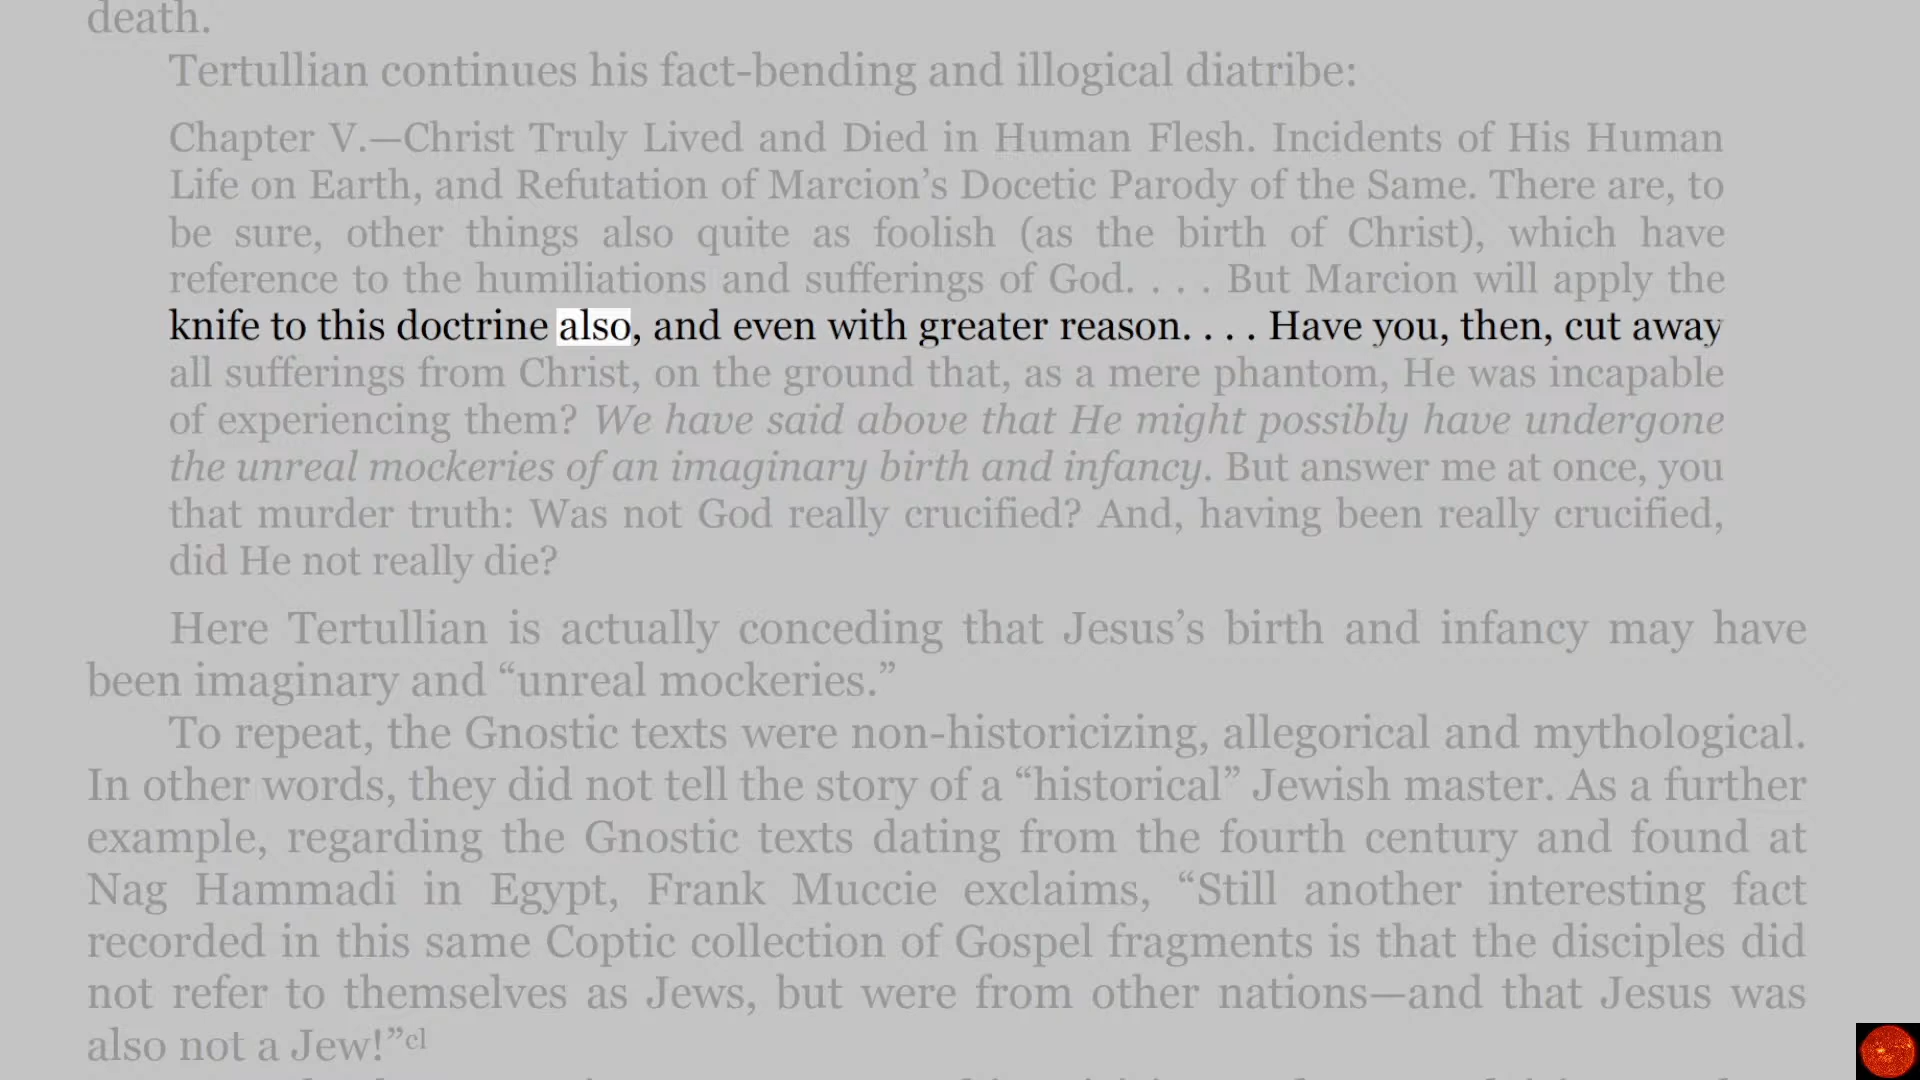 death.
Tertullian continues his fact-bending and illogical diatribe:
Chapter V.—Christ Truly Lived and Died in Human Flesh. Incidents of His Human
Life on Earth, and Refutation of Marcion’s Docetic Parody of the Same. There are, to
be sure, other things also quite as foolish (as the birth of Christ), which have
reference to the humiliations and sufferings of God. . . . But Marcion will apply the
knife to this doctrine also, and even with greater reason. . . . Have you, then, cut away
all sufferings from Christ, on the ground that, as a mere phantom, He was incapable
of experiencing them? We have said above that He might possibly have undergone
the unreal mockeries of an imaginary birth and infancy. But answer me at once, you
that murder truth: Was not God really crucified? And, having been really crucified,
did He not really die?
Here Tertullian is actually conceding that Jesus’s birth and infancy may have
been imaginary and “unreal mockeries.”
To repeat, the Gnostic texts were non-historicizing, allegorical and mythological.
In other words, they did not tell the story of a “historical” Jewish master. As a further
example, regarding the Gnostic texts dating from the fourth century and found at
Nag Hammadi in Egypt, Frank Muccie exclaims, “Still another interesting fact
recorded in this same Coptic collection of Gospel fragments is that the disciples did
not refer to themselves as Jews, but were from other nations—and that Jesus was
also not a Jew!”cl